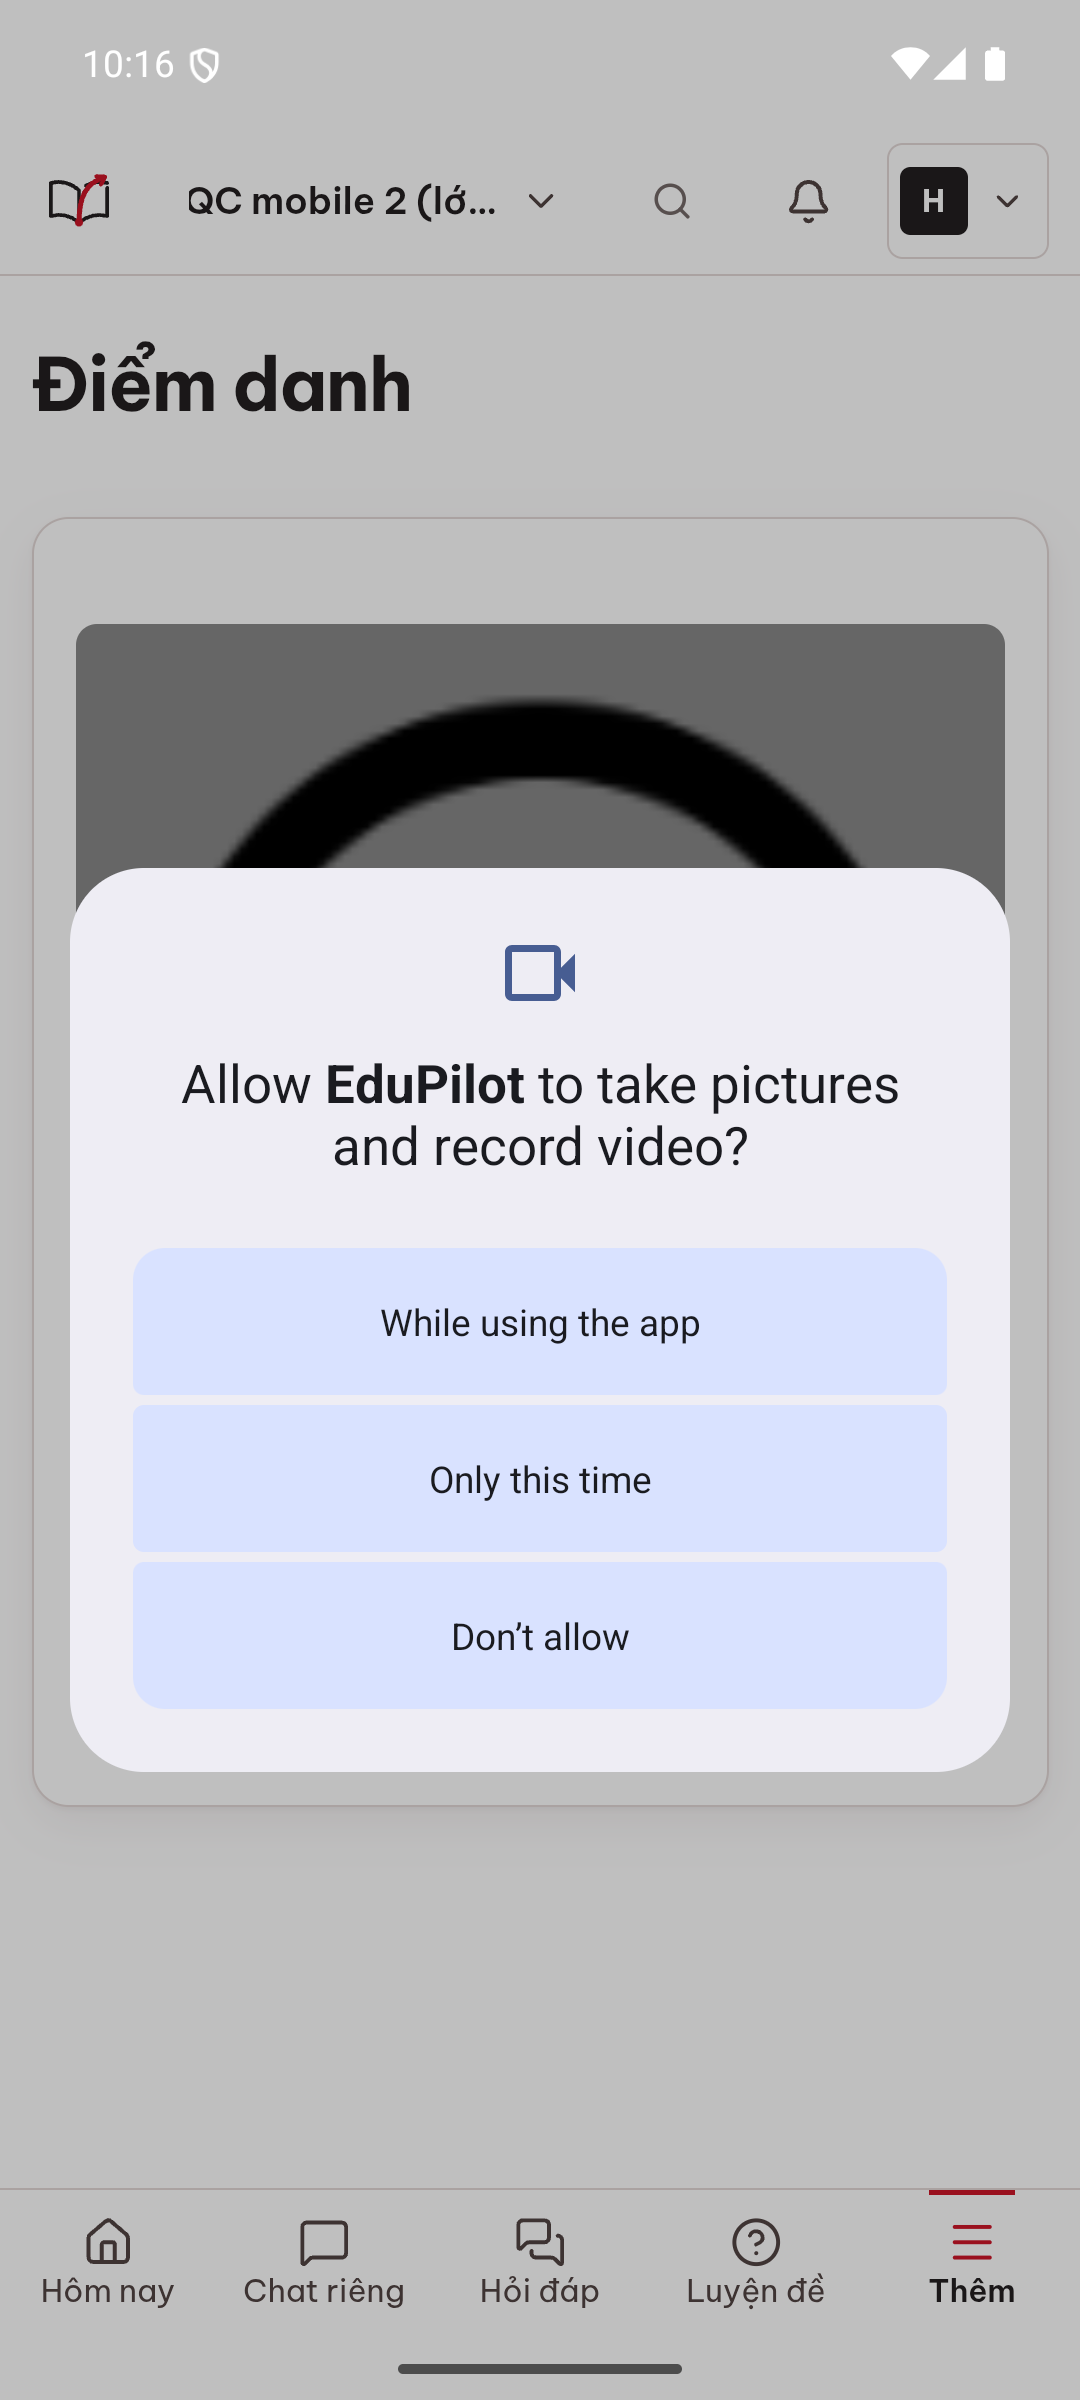 10:16
QC mobile 2 (lớ...
H
Điểm danh
Allow EduPilot to take pictures
and record video?
While using the app
Only this time
Don’t allow
Hôm nay
Chat riêng
Hỏi đáp
Luyện đề
Thêm